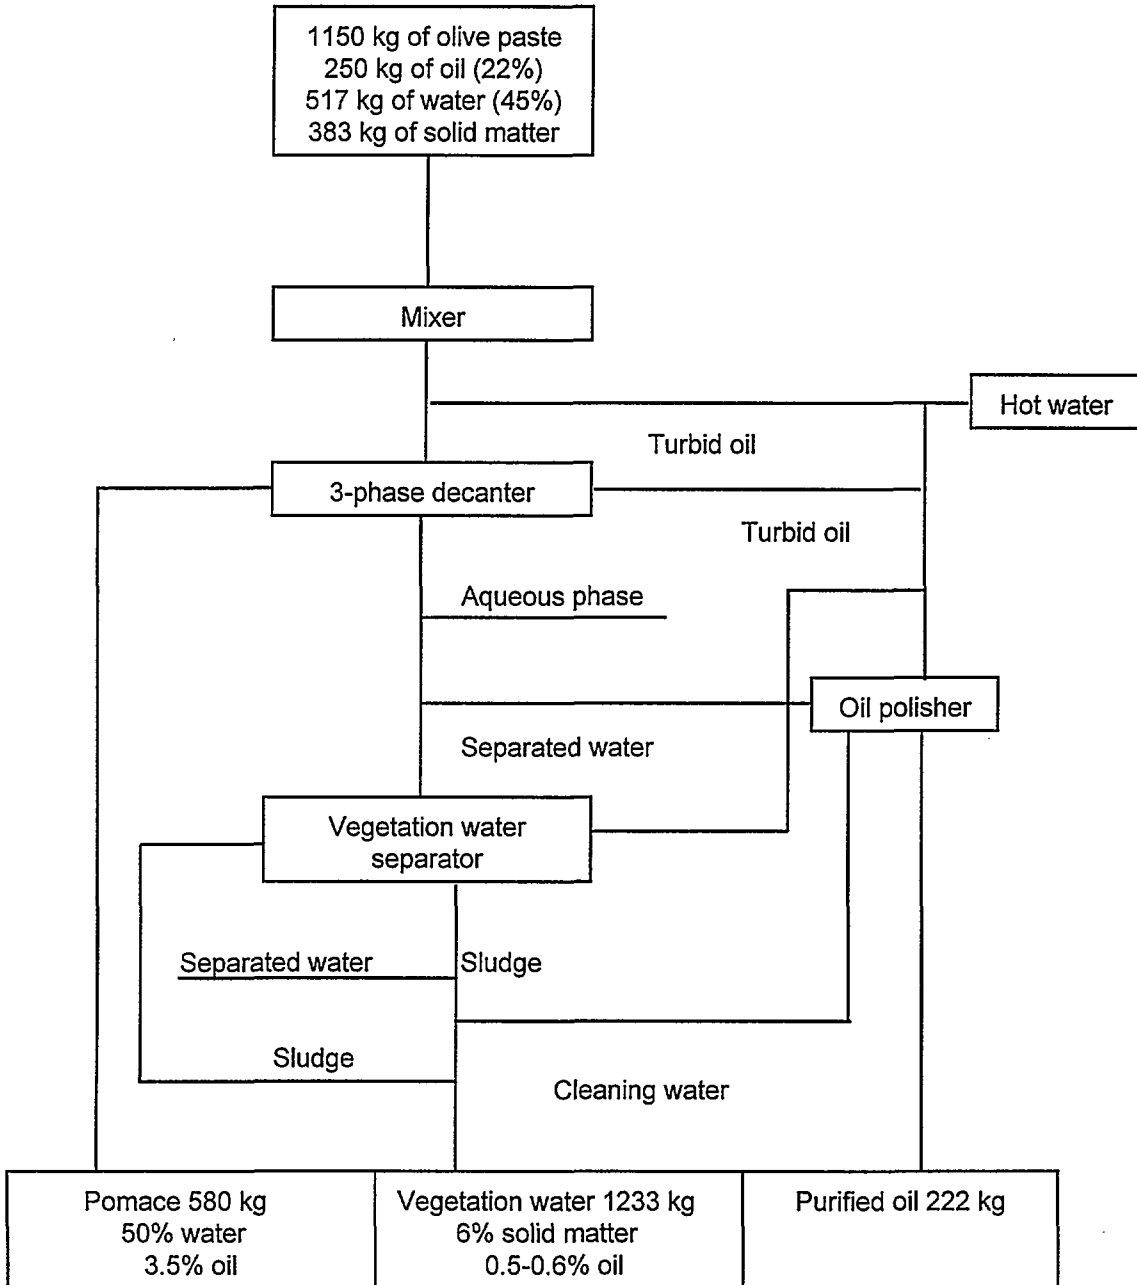 1150 kg of olive paste
250 kg of oil (22%)
517 kg of water (45%)
383 kg of solid matter
Mixer
Hot water
Turbid oil
3-phase decanter
Turbid oil
Aqueous phase
Oil polisher
Separated water
Vegetation water
separator
Separated water
Sludge
Sludge
Cleaning water
Pomace 580 kg
50% water
3.5% oil
Vegetation water 1233 kg
6% solid matter
0.5-0.6% oil
Purified oil 222 kg